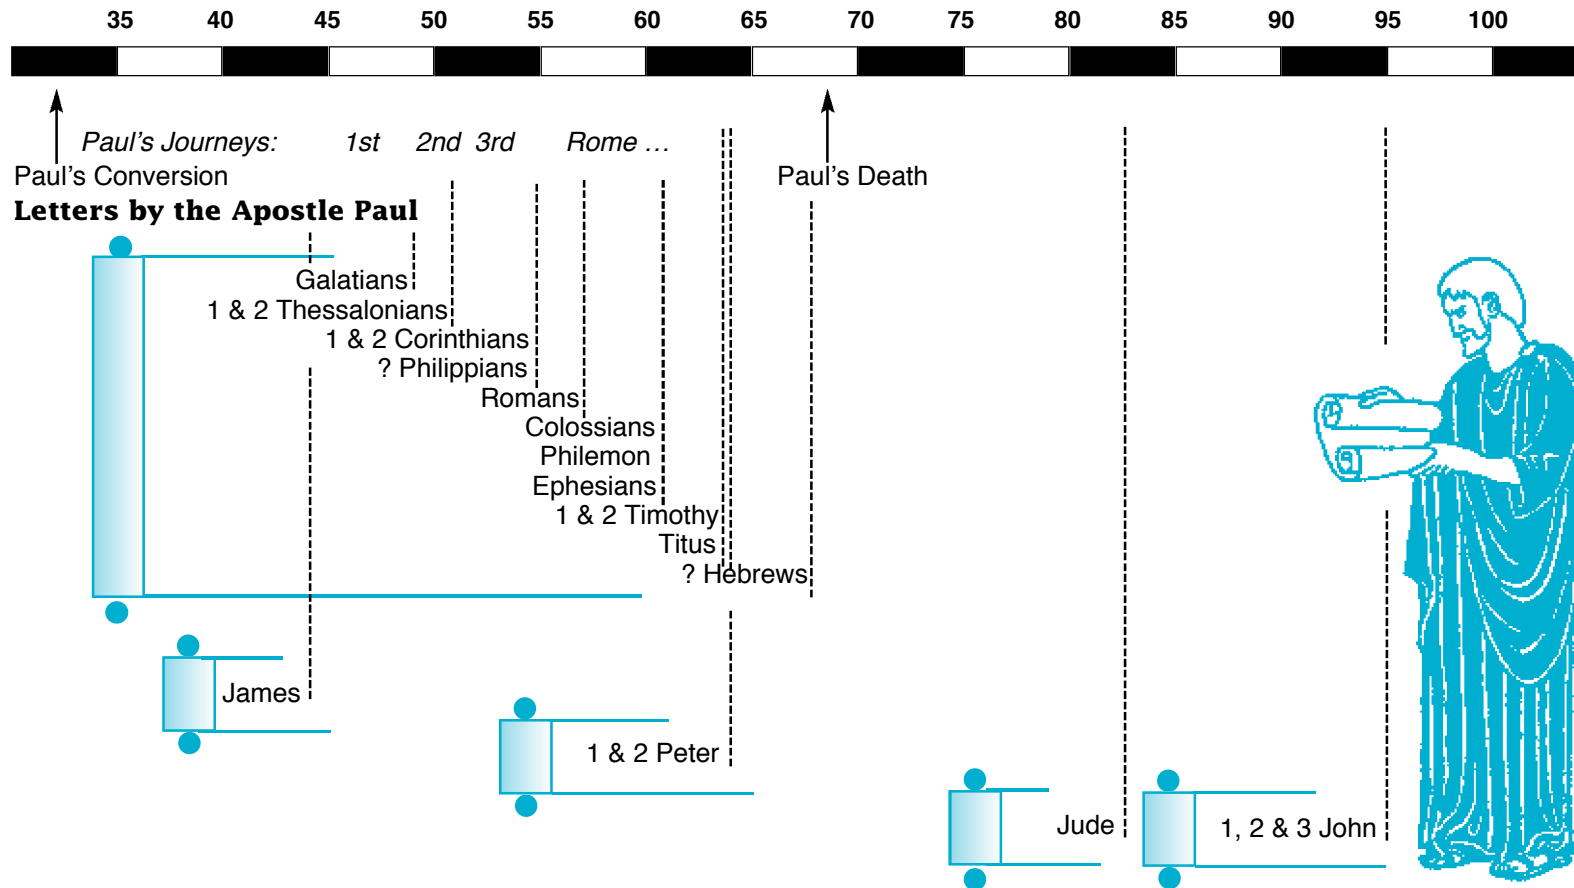 35 40 45 50 55 60 65 70 75 80 85 90 95 100
Paul's Journeys: 1st 2nd 3rd Rome …
Paul's Conversion Paul's Death
Letters by the Apostle Paul
Galatians
1 & 2 Thessalonians
1 & 2 Corinthians
? Philippians
Romans
Colossians
Philemon
Ephesians
1 & 2 Timothy
Titus
? Hebrews
James
1 & 2 Peter
Jude
1, 2 & 3 John